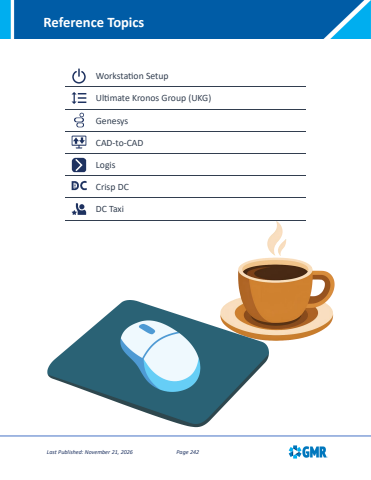 Reference Topics
Workstation Setup
Ultimate Kronos Group (UKG)
Genesys
CAD-to-CAD
Logis
DC Crisp DC
DC Taxi
Last Published: November 21, 2026 Page 242 GMR